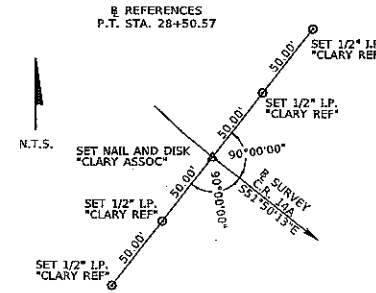 ℄ REFERENCES
P.T. STA. 28+50.57
50.00'
SET 1/2" I.P.
"CLARY REF"
50.00'
SET 1/2" I.P.
"CLARY REF"
N.T.S.
SET NAIL AND DISK
"CLARY ASSOC"
90°00'00"
50.00'
90°00'00"
℄ SURVEY
C.R. 14A
S51°50'13"E
SET 1/2" I.P.
"CLARY REF"
50.00'
SET 1/2" I.P.
"CLARY REF"